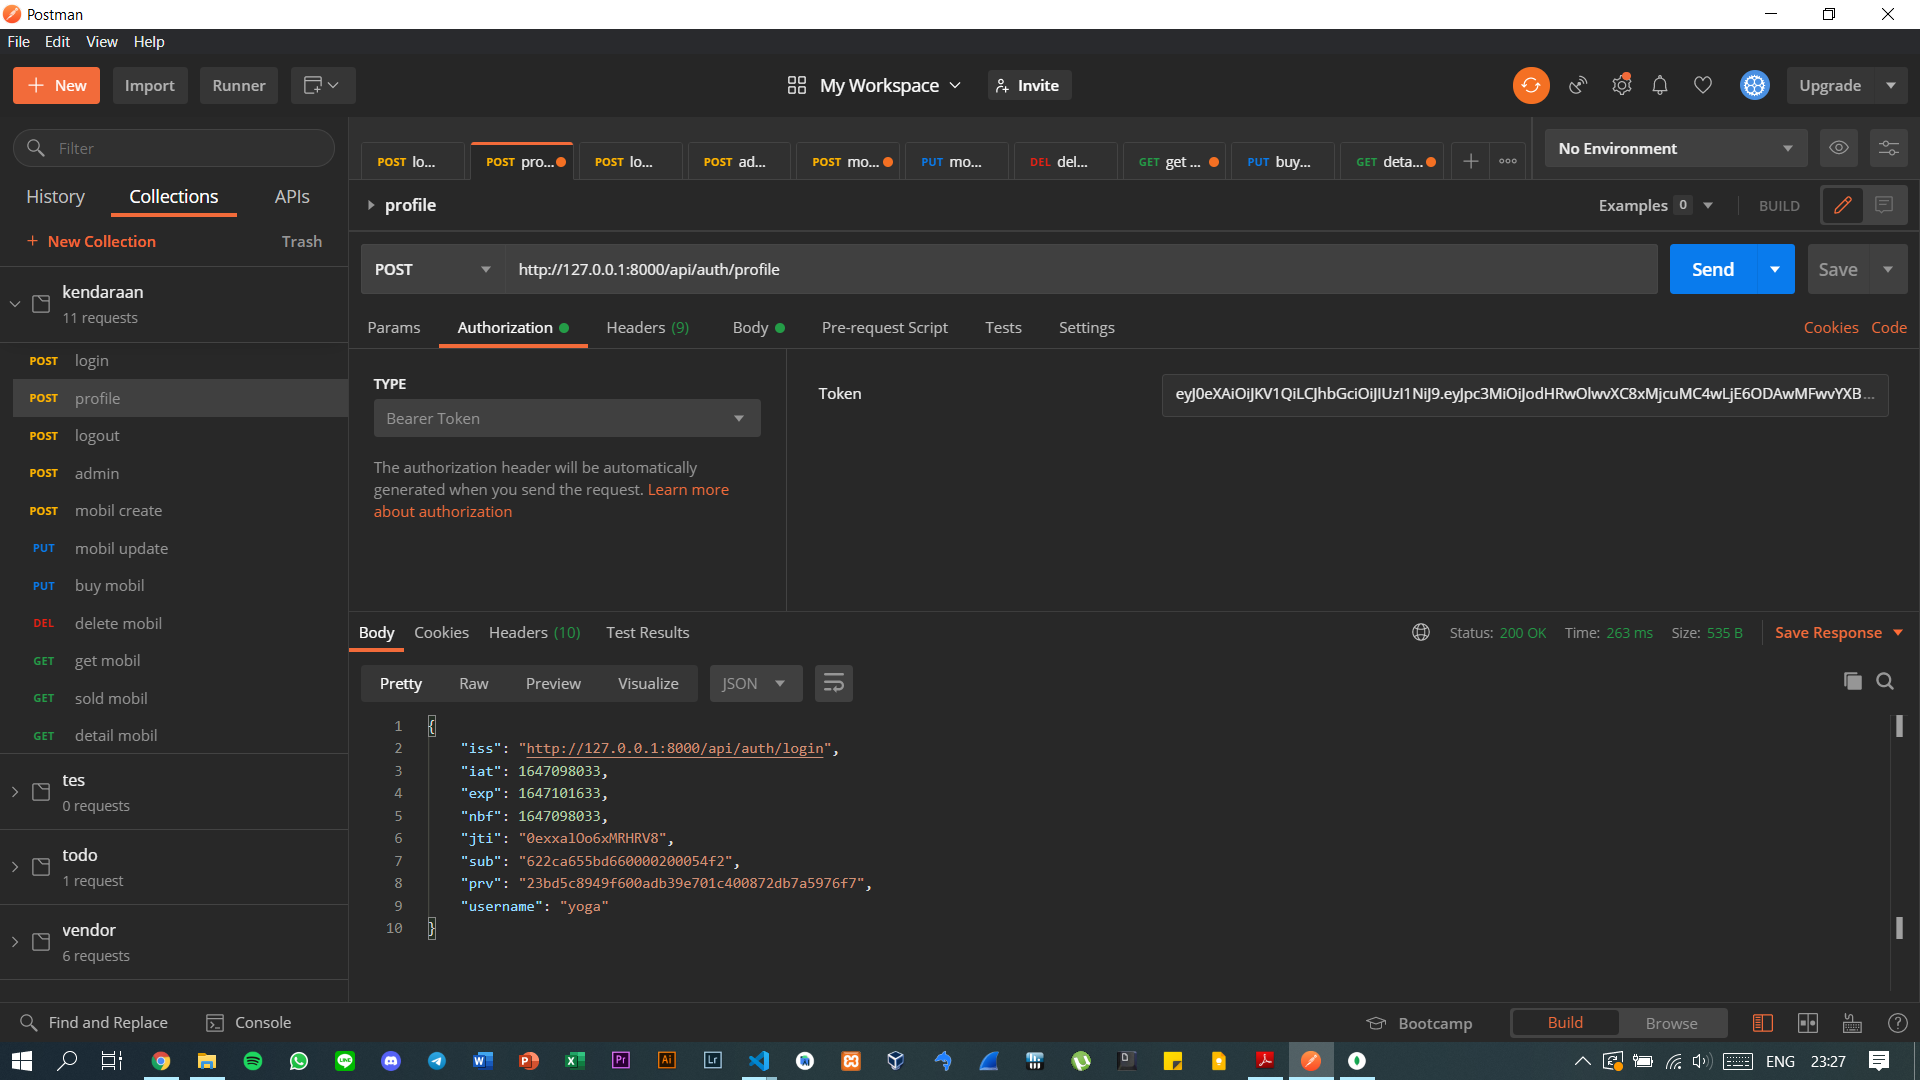 Postman
File Edit View Help
New Import Runner My Workspace Invite Upgrade
Filter
History Collections APIs
+ New Collection Trash
kendaraan
11 requests
POST login
POST profile
POST logout
POST admin
POST mobil create
PUT mobil update
PUT buy mobil
DEL delete mobil
GET get mobil
GET sold mobil
GET detail mobil
tes
0 requests
todo
1 request
vendor
6 requests
POST lo... POST pro... POST lo... POST ad... POST mo... PUT mo... DEL del... GET get ... PUT buy... GET deta... No Environment
profile Examples 0 BUILD
POST http://127.0.0.1:8000/api/auth/profile Send Save
Params Authorization Headers (9) Body Pre-request Script Tests Settings Cookies Code
TYPE
Bearer Token
The authorization header will be automatically
generated when you send the request. Learn more
about authorization
Token eyJ0eXAiOiJKV1QiLCJhbGciOiJIUzI1NiJ9.eyJpc3MiOiJodHRwOlwvXC8xMjcuMC4wLjE6ODAwMFwvYXB...
Body Cookies Headers (10) Test Results Status: 200 OK Time: 263 ms Size: 535 B Save Response
Pretty Raw Preview Visualize JSON
1 {
2 "iss": "http://127.0.0.1:8000/api/auth/login",
3 "iat": 1647098033,
4 "exp": 1647101633,
5 "nbf": 1647098033,
6 "jti": "0exxalOo6xMRHRV8",
7 "sub": "622ca655bd660000200054f2",
8 "prv": "23bd5c8949f600adb39e701c400872db7a5976f7",
9 "username": "yoga"
10 }
Find and Replace Console Bootcamp Build Browse
ENG 23:27